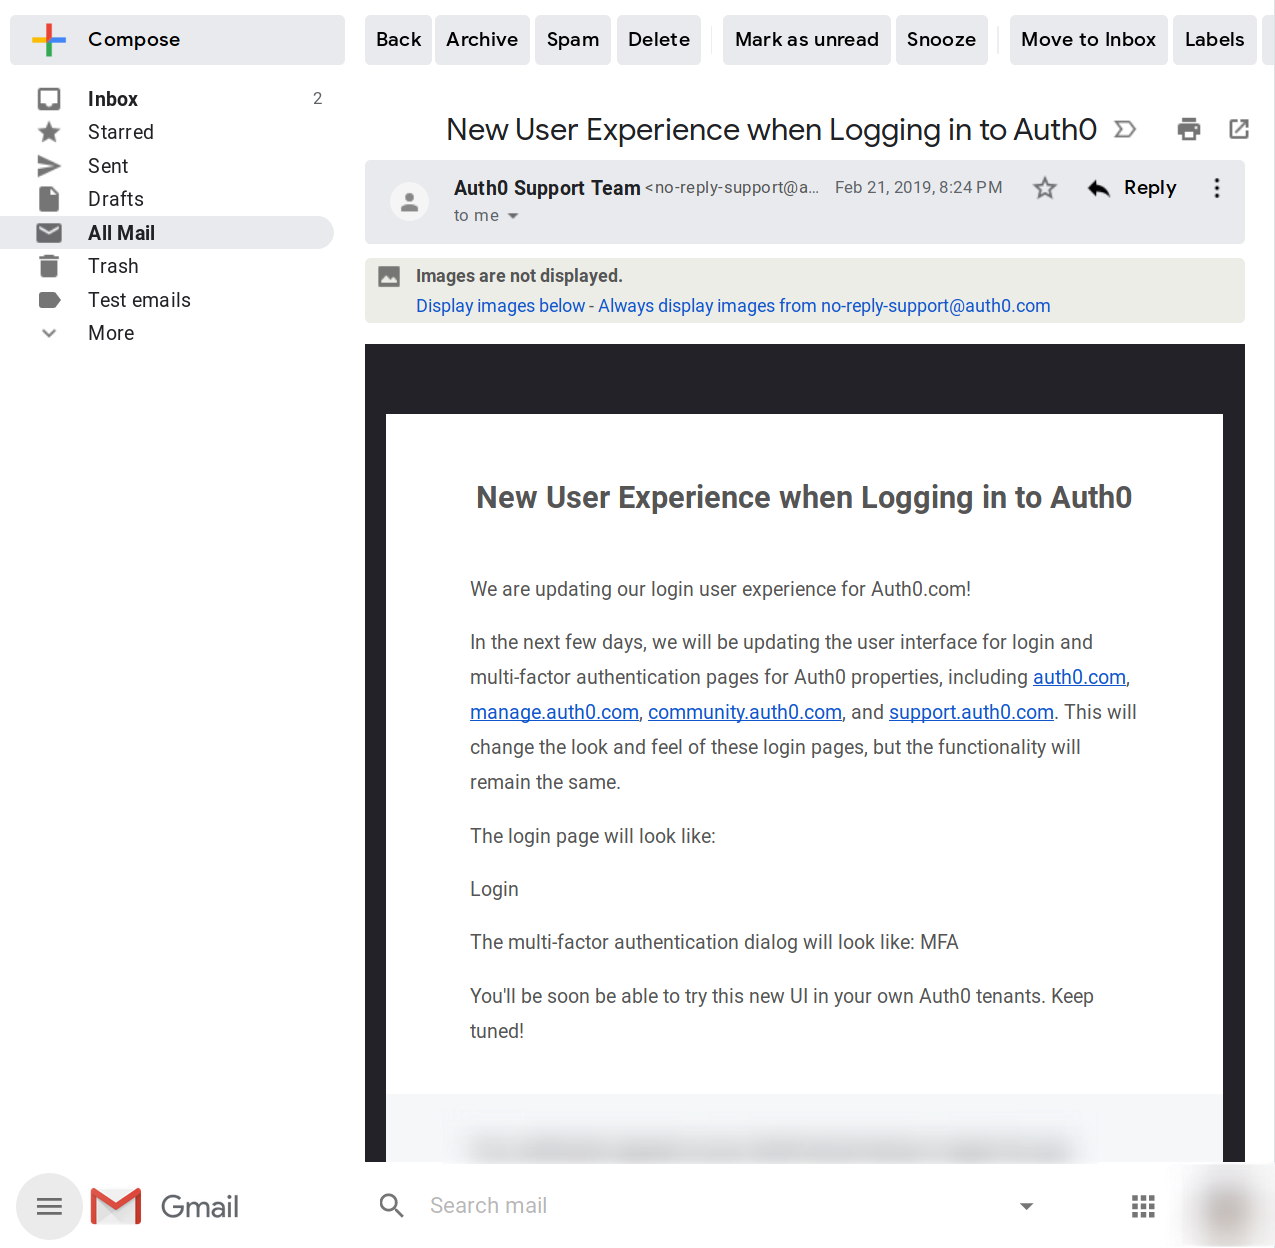 Compose
Back Archive Spam Delete Mark as unread Snooze Move to Inbox Labels
Inbox 2
Starred
Sent
Drafts
All Mail
Trash
Test emails
More
New User Experience when Logging in to Auth0
Auth0 Support Team <no-reply-support@a... Feb 21, 2019, 8:24 PM Reply
to me
Images are not displayed.
Display images below - Always display images from no-reply-support@auth0.com
New User Experience when Logging in to Auth0
We are updating our login user experience for Auth0.com!
In the next few days, we will be updating the user interface for login and
multi-factor authentication pages for Auth0 properties, including auth0.com,
manage.auth0.com, community.auth0.com, and support.auth0.com. This will
change the look and feel of these login pages, but the functionality will
remain the same.
The login page will look like:
Login
The multi-factor authentication dialog will look like: MFA
You'll be soon be able to try this new UI in your own Auth0 tenants. Keep
tuned!
Gmail
Search mail